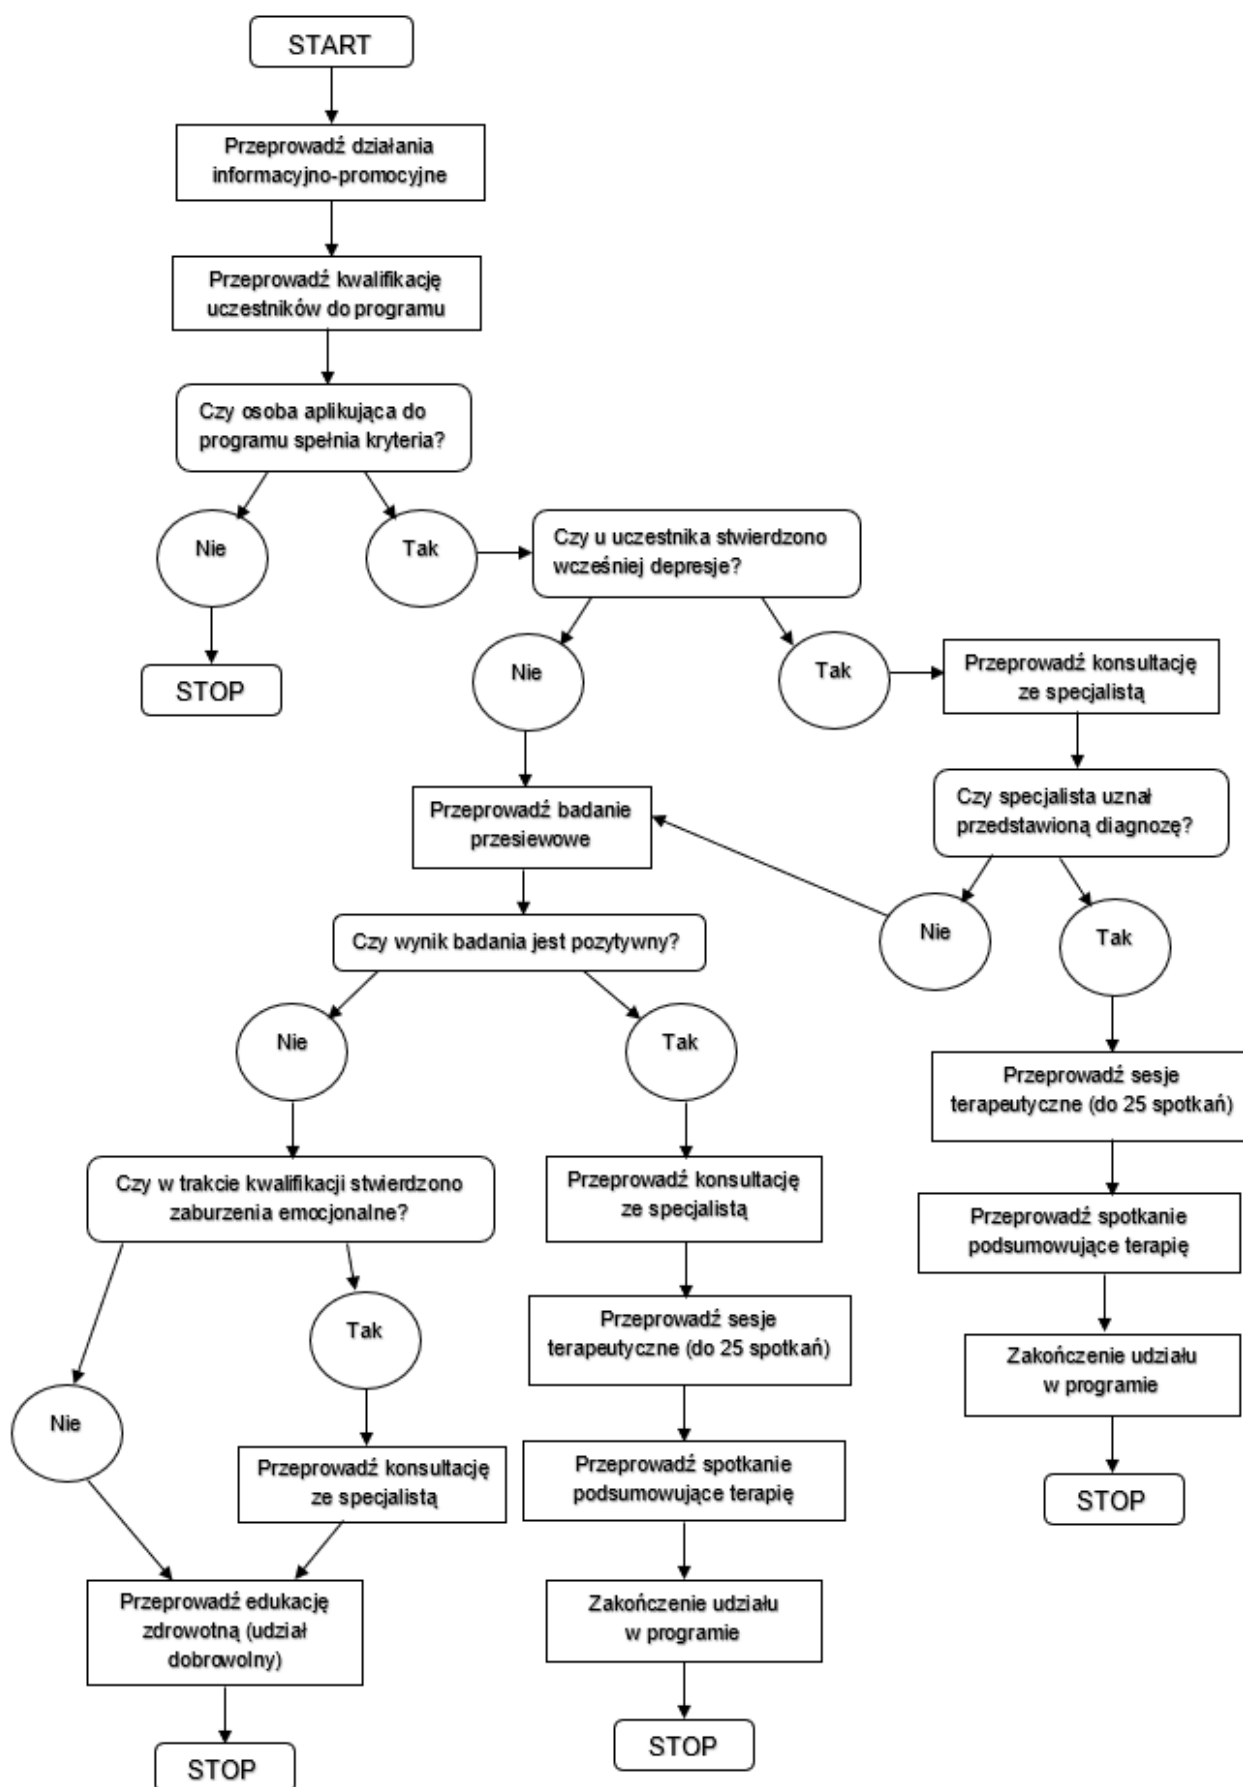 START
Przeprowadź działania
informacyjno-promocyjne
Przeprowadź kwalifikację
uczestników do programu
Czy osoba aplikująca do
programu spełnia kryteria?
Nie
Tak
STOP
Czy u uczestnika stwierdzono
wcześniej depresje?
Nie
Tak
Przeprowadź konsultację
ze specjalistą
Czy specjalista uznał
przedstawioną diagnozę?
Nie
Tak
Przeprowadź badanie
przesiewowe
Czy wynik badania jest pozytywny?
Nie
Tak
Przeprowadź sesje
terapeutyczne (do 25 spotkań)
Przeprowadź spotkanie
podsumowujące terapię
Zakończenie udziału
w programie
STOP
Czy w trakcie kwalifikacji stwierdzono
zaburzenia emocjonalne?
Nie
Tak
Przeprowadź konsultację
ze specjalistą
Przeprowadź edukację
zdrowotną (udział
dobrowolny)
STOP
Przeprowadź konsultację
ze specjalistą
Przeprowadź sesje
terapeutyczne (do 25 spotkań)
Przeprowadź spotkanie
podsumowujące terapię
Zakończenie udziału
w programie
STOP